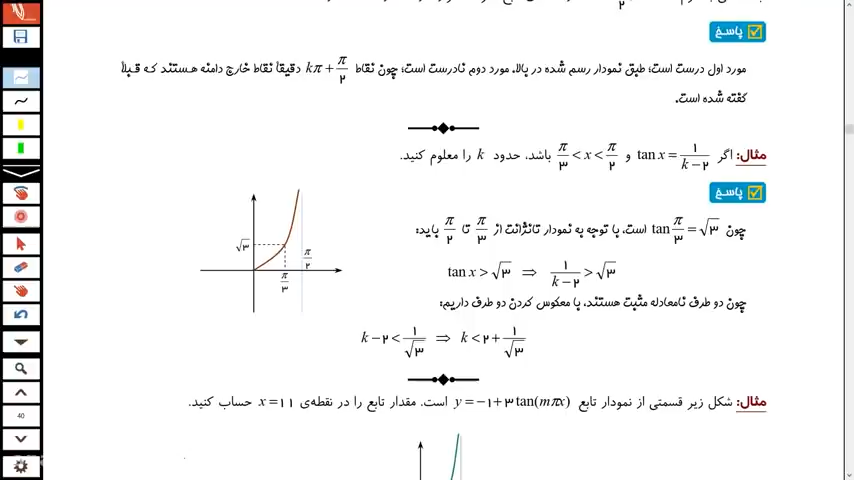 پاسخ
مورد اول درست است؛ طبق نمودار رسم شده در بالا. مورد دوم نادرست است؛ چون نقاط kπ + π/۲ دقیقاً نقاط خارج دامنه هستند که قبلاً
گفته شده است.
مثال: اگر tan x = ۱/(k−۲) و π/۳ < x < π/۲ باشد، حدود k را معلوم کنید.
پاسخ
چون tan π/۳ = √۳ است، با توجه به نمودار تانژانت از π/۳ تا π/۲ باید:
tan x > √۳ ⇒ ۱/(k−۲) > √۳
چون دو طرف نامعادله مثبت هستند، با معکوس کردن دو طرف داریم:
k − ۲ < ۱/√۳ ⇒ k < ۲ + ۱/√۳
√۳
π/۳
π/۲
مثال: شکل زیر قسمتی از نمودار تابع y = −۱ + ۳ tan(mπx) است. مقدار تابع را در نقطه‌ی x = ۱۱ حساب کنید.
40